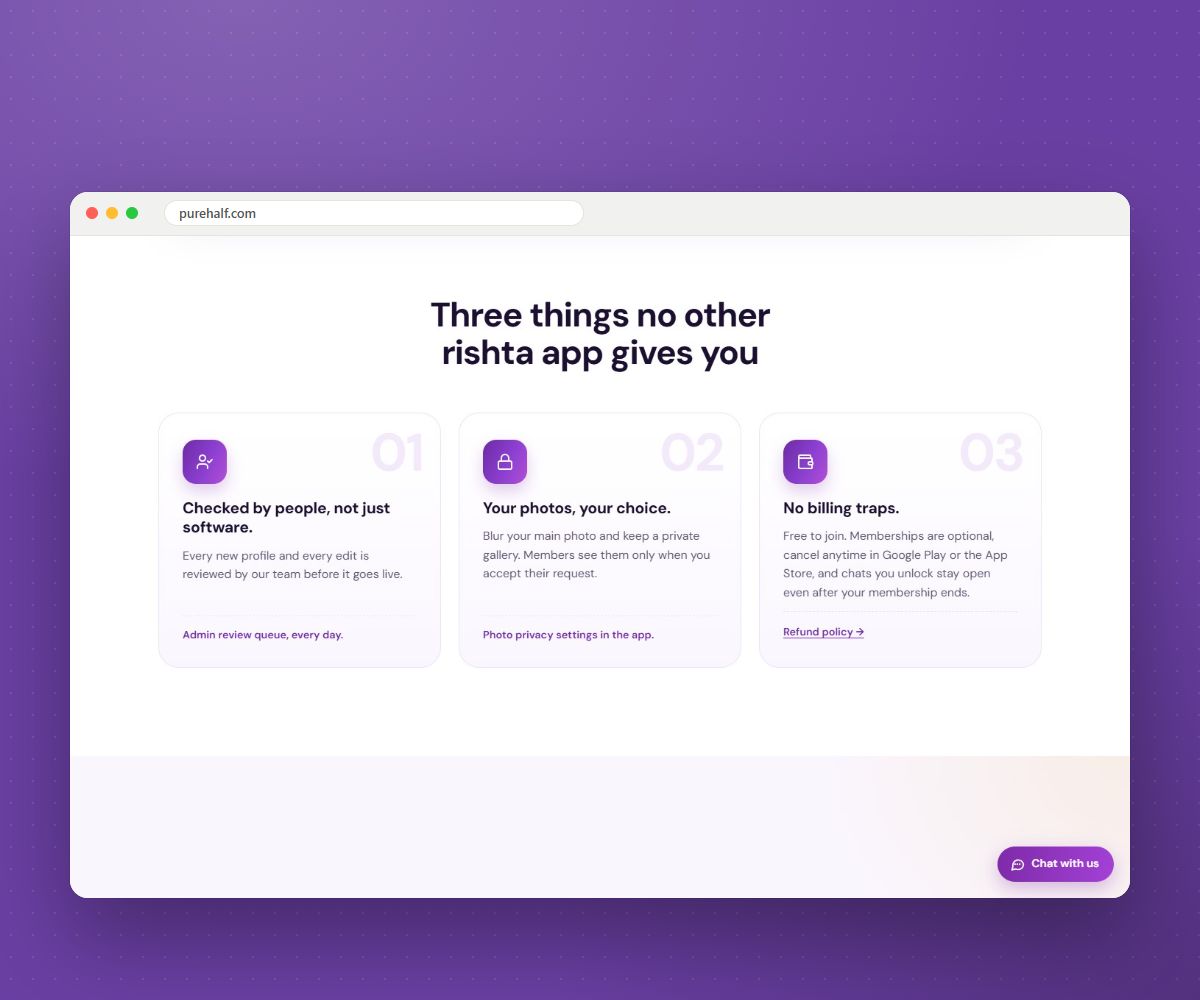 purehalf.com
Three things no other
rishta app gives you
01
Checked by people, not just
software.
Every new profile and every edit is
reviewed by our team before it goes live.
Admin review queue, every day.
02
Your photos, your choice.
Blur your main photo and keep a private
gallery. Members see them only when you
accept their request.
Photo privacy settings in the app.
03
No billing traps.
Free to join. Memberships are optional,
cancel anytime in Google Play or the App
Store, and chats you unlock stay open
even after your membership ends.
Refund policy →
Chat with us